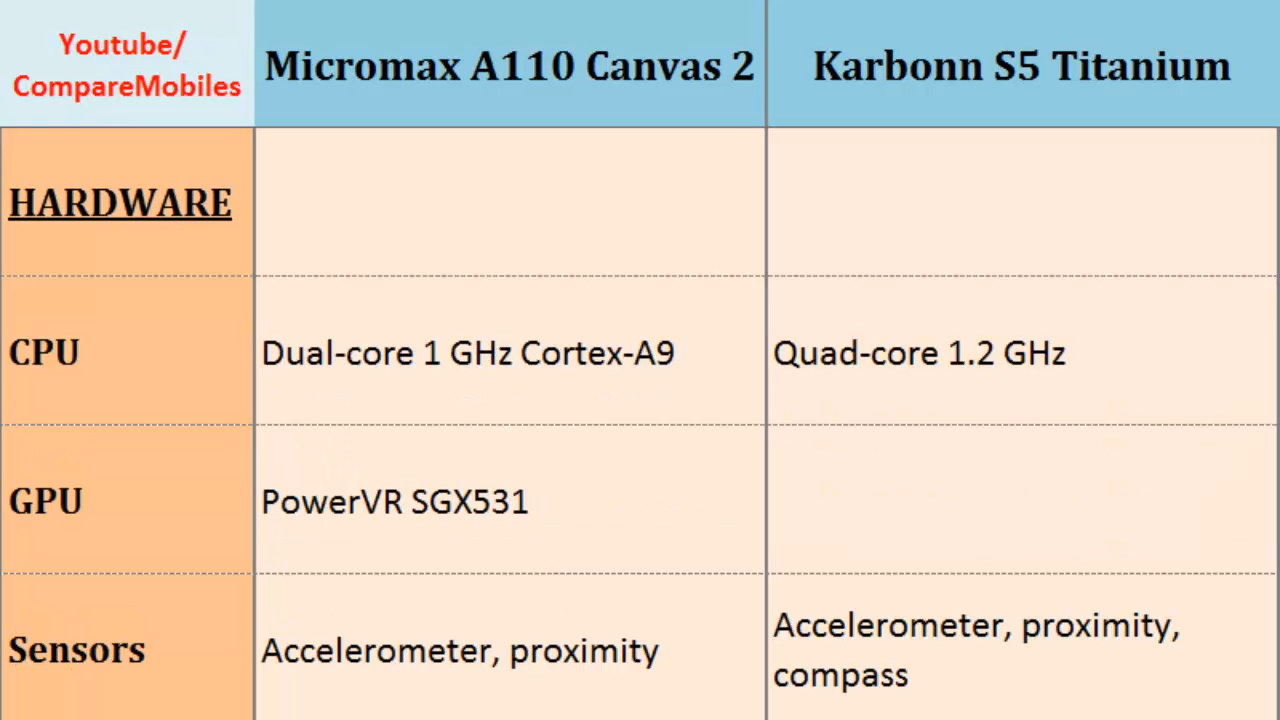 Youtube/
CompareMobiles
Micromax A110 Canvas 2
Karbonn S5 Titanium
HARDWARE
CPU
Dual-core 1 GHz Cortex-A9
Quad-core 1.2 GHz
GPU
PowerVR SGX531
Sensors
Accelerometer, proximity
Accelerometer, proximity,
compass